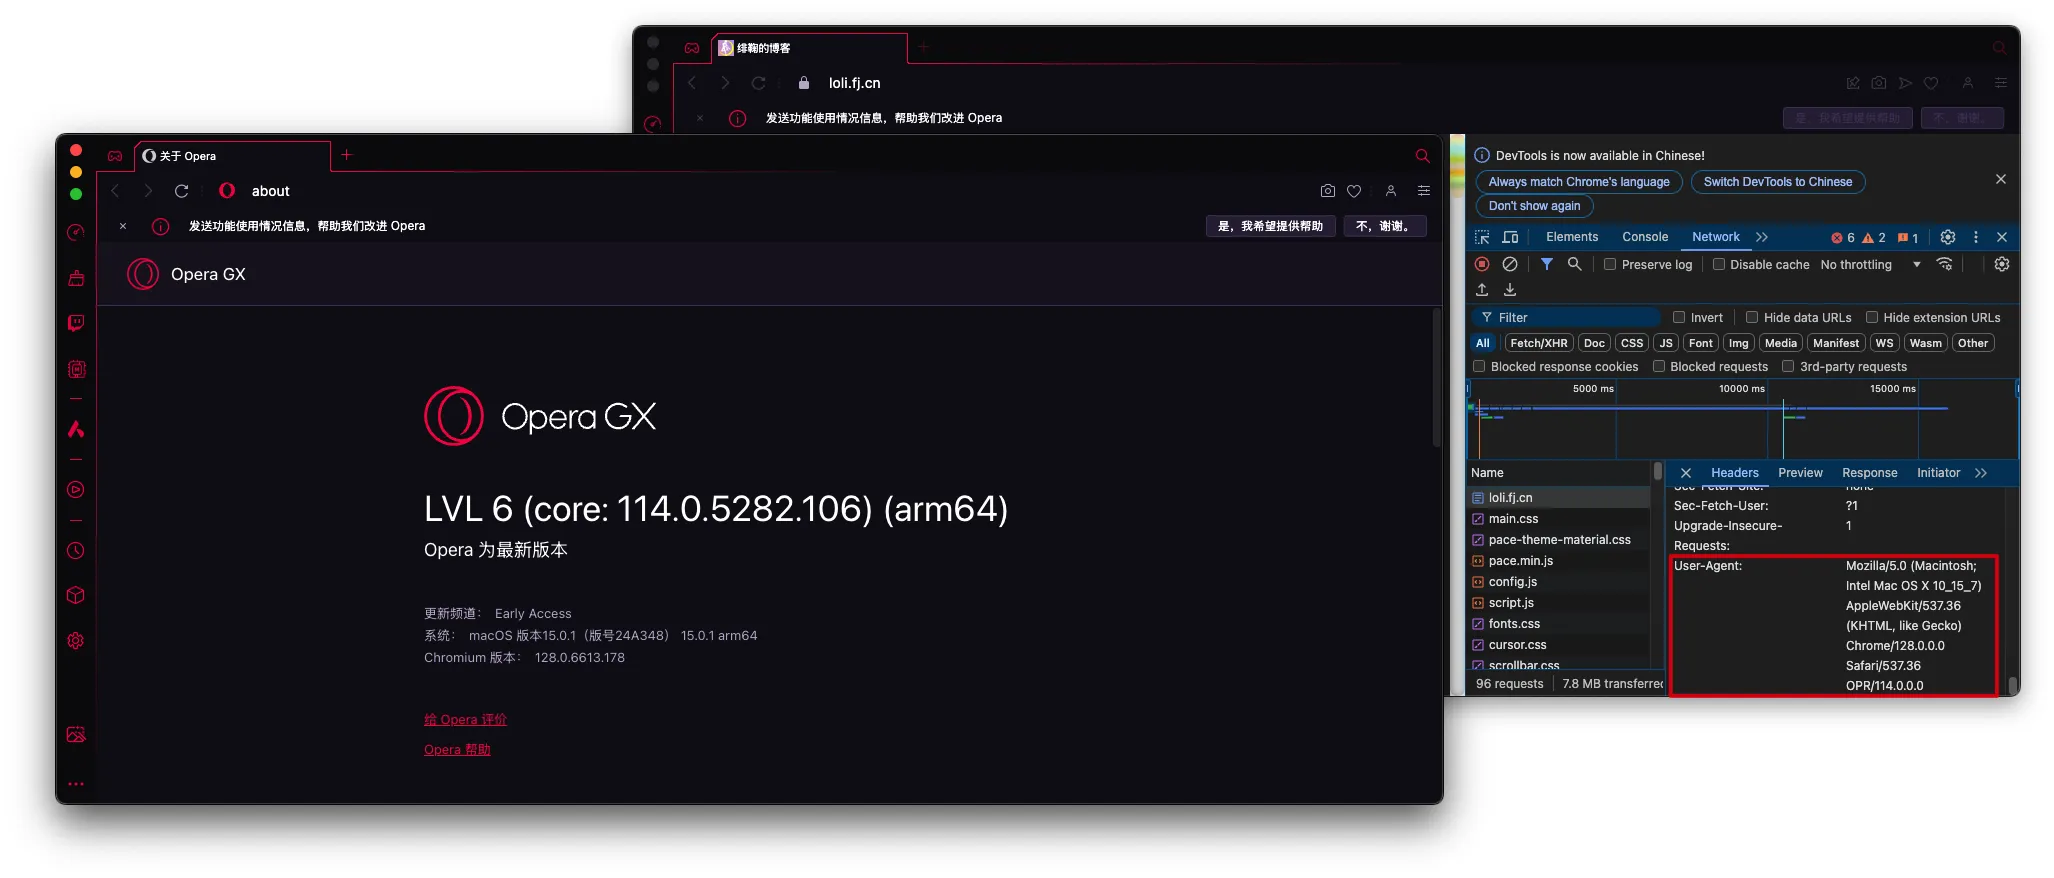 绯鞠的博客
loli.fj.cn
发送功能使用情况信息，帮助我们改进 Opera
是，我希望提供帮助
不，谢谢。
关于 Opera
about
发送功能使用情况信息，帮助我们改进 Opera
是，我希望提供帮助
不，谢谢。
Opera GX
Opera GX
LVL 6 (core: 114.0.5282.106) (arm64)
Opera 为最新版本
更新频道： Early Access
系统： macOS 版本15.0.1（版号24A348） 15.0.1 arm64
Chromium 版本： 128.0.6613.178
给 Opera 评价
Opera 帮助
DevTools is now available in Chinese!
Always match Chrome's language
Switch DevTools to Chinese
Don't show again
Elements Console Network 6 2 1
Preserve log Disable cache No throttling
Filter Invert Hide data URLs Hide extension URLs
All Fetch/XHR Doc CSS JS Font Img Media Manifest WS Wasm Other
Blocked response cookies Blocked requests 3rd-party requests
5000 ms 10000 ms 15000 ms
Name
loli.fj.cn
main.css
pace-theme-material.css
pace.min.js
config.js
script.js
fonts.css
cursor.css
scrollbar.css
96 requests 7.8 MB transferred
Headers Preview Response Initiator
Sec-Fetch-Site: none
Sec-Fetch-User: ?1
Upgrade-Insecure- 1
Requests:
User-Agent: Mozilla/5.0 (Macintosh;
Intel Mac OS X 10_15_7)
AppleWebKit/537.36
(KHTML, like Gecko)
Chrome/128.0.0.0
Safari/537.36
OPR/114.0.0.0